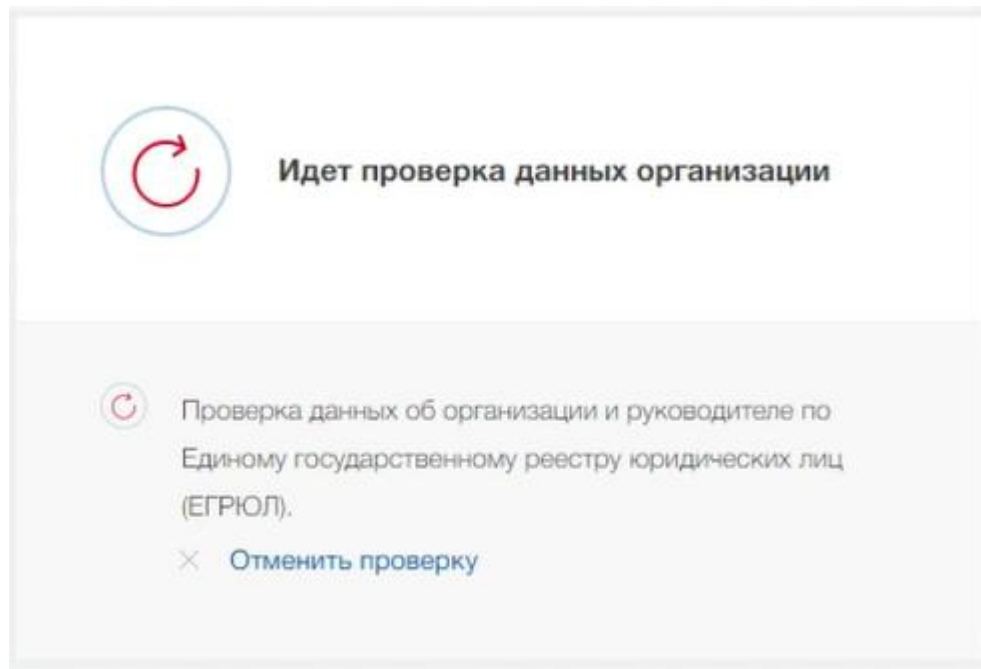 Идет проверка данных организации
Проверка данных об организации и руководителе по
Единому государственному реестру юридических лиц
(ЕГРЮЛ).
Отменить проверку